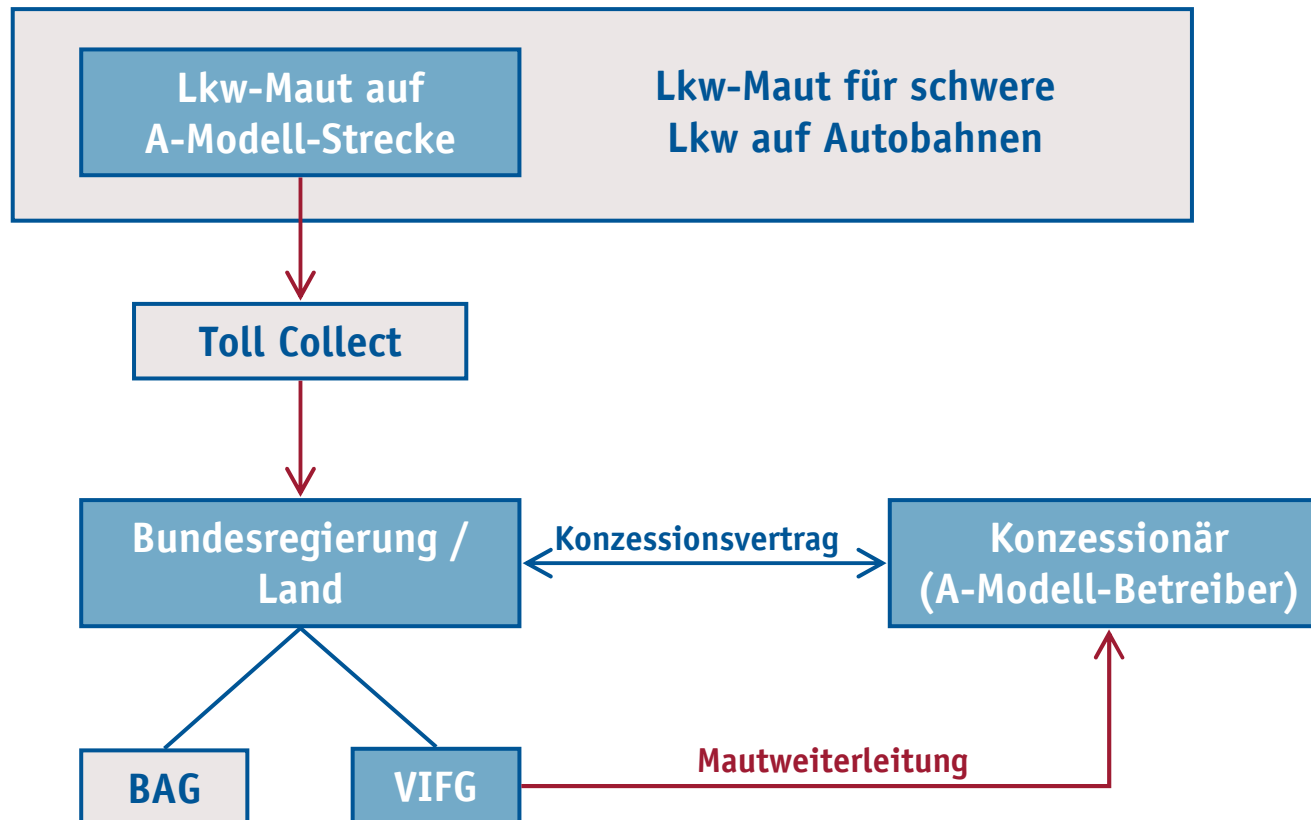 Lkw-Maut auf
A-Modell-Strecke
Lkw-Maut für schwere
Lkw auf Autobahnen
Toll Collect
Bundesregierung /
Land
Konzessionsvertrag
Konzessionär
(A-Modell-Betreiber)
BAG
VIFG
Mautweiterleitung